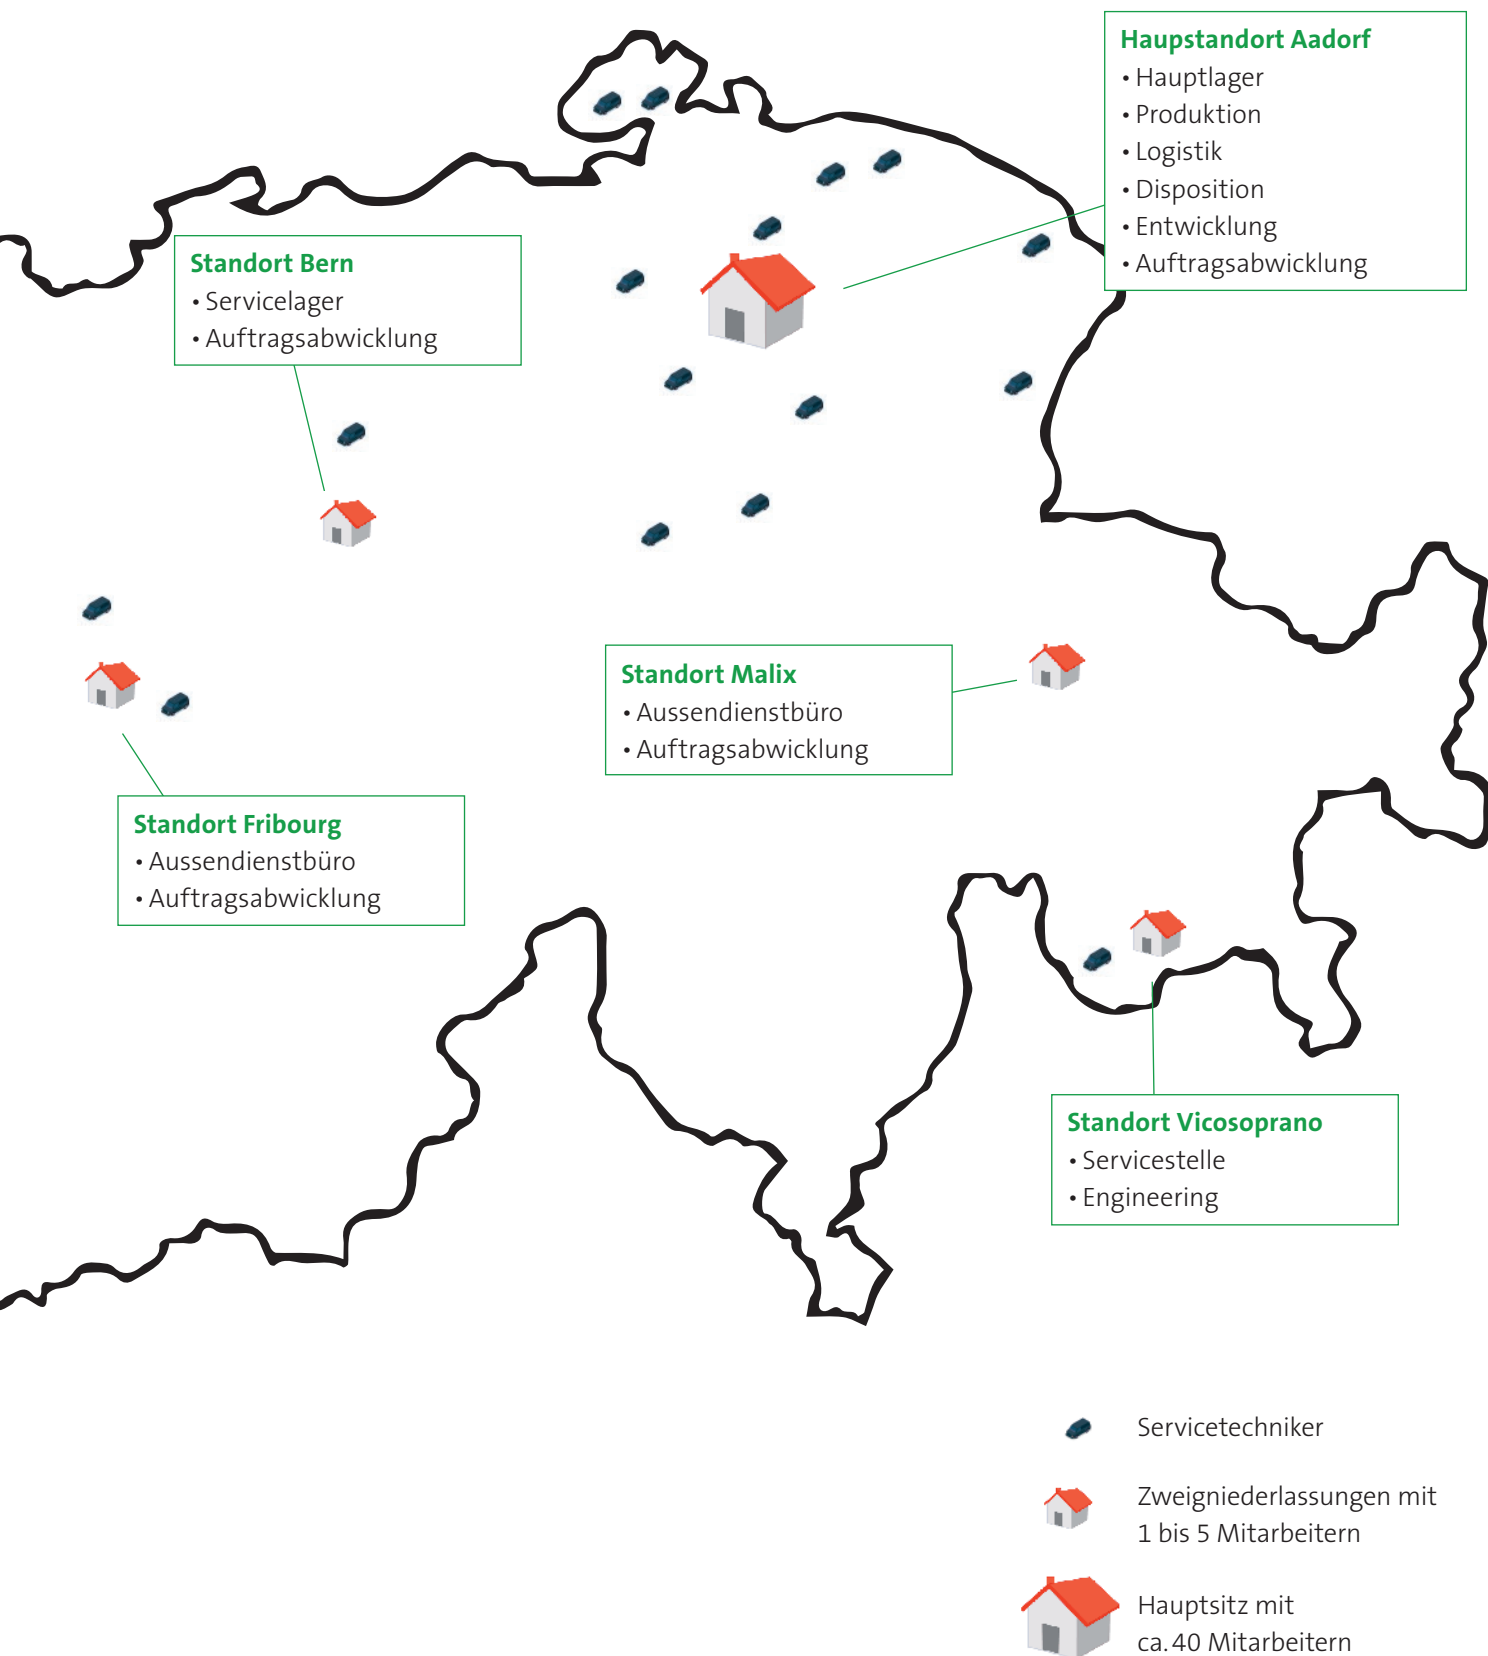 Haupstandort Aadorf
• Hauptlager
• Produktion
• Logistik
• Disposition
• Entwicklung
• Auftragsabwicklung
Standort Bern
• Servicelager
• Auftragsabwicklung
Standort Malix
• Aussendienstbüro
• Auftragsabwicklung
Standort Fribourg
• Aussendienstbüro
• Auftragsabwicklung
Standort Vicosoprano
• Servicestelle
• Engineering
Servicetechniker
Zweigniederlassungen mit
1 bis 5 Mitarbeitern
Hauptsitz mit
ca. 40 Mitarbeitern